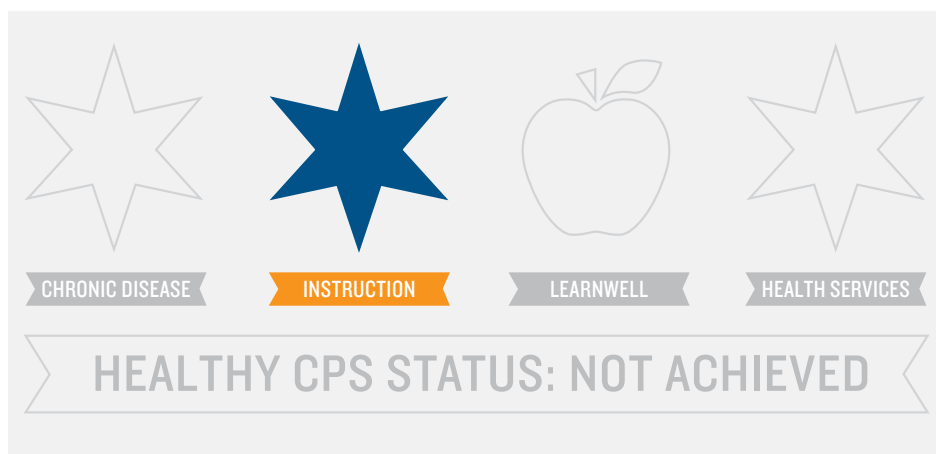 CHRONIC DISEASE
INSTRUCTION
LEARNWELL
HEALTH SERVICES
HEALTHY CPS STATUS: NOT ACHIEVED